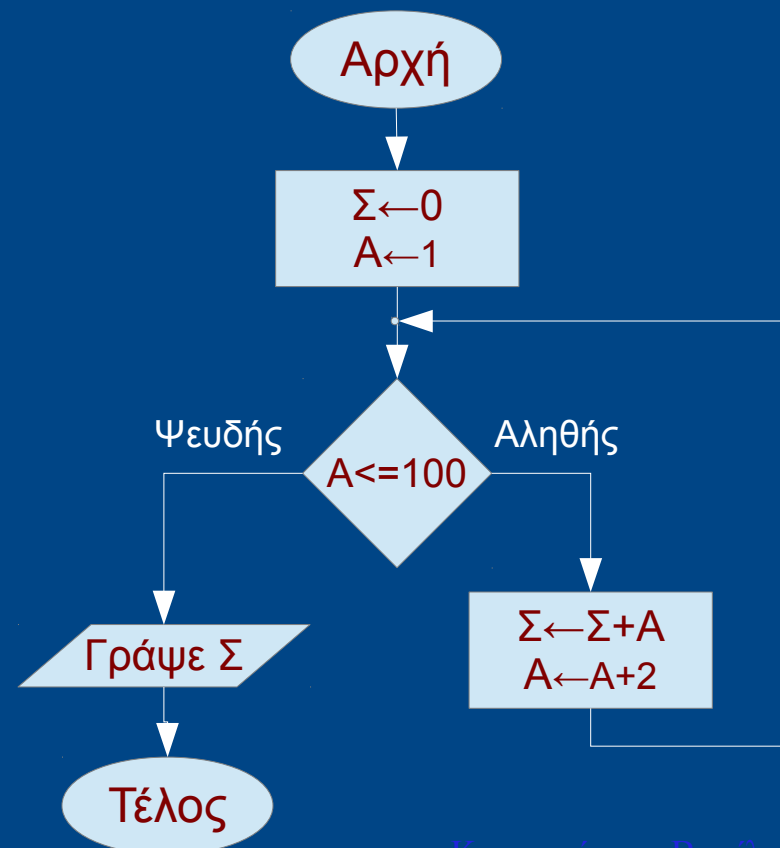 Αρχή
Σ←0
Α←1
Ψευδής
Αληθής
Α<=100
Γράψε Σ
Σ←Σ+Α
Α←Α+2
Τέλος